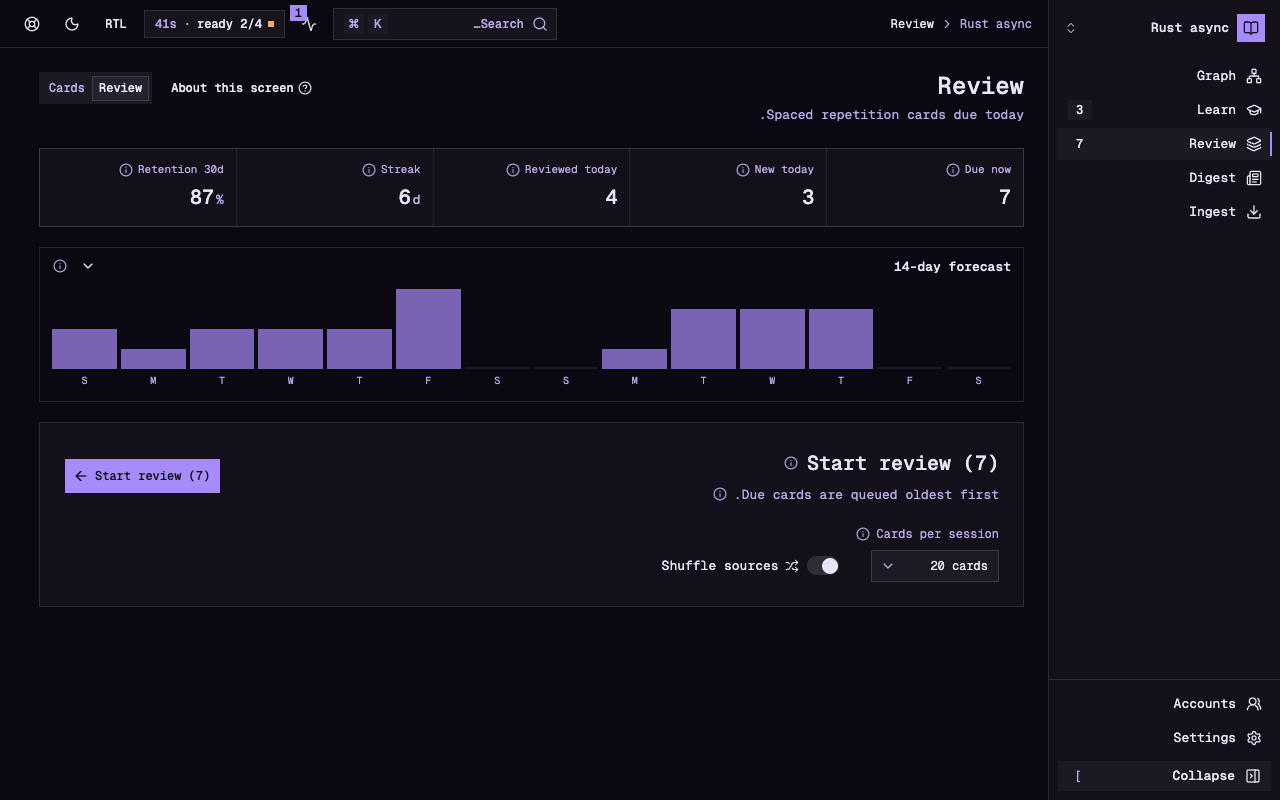 RTL
41s · ready 2/4
1
⌘ K
…Search
Review > Rust async
Rust async
Graph
Learn 3
Review 7
Digest
Ingest
Accounts
Settings
Collapse [
Cards Review
About this screen
Review
.Spaced repetition cards due today
Retention 30d
87%
Streak
6d
Reviewed today
4
New today
3
Due now
7
14-day forecast
S M T W T F S S M T W T F S
Start review (7)
.Due cards are queued oldest first
Start review (7)
Cards per session
20 cards
Shuffle sources